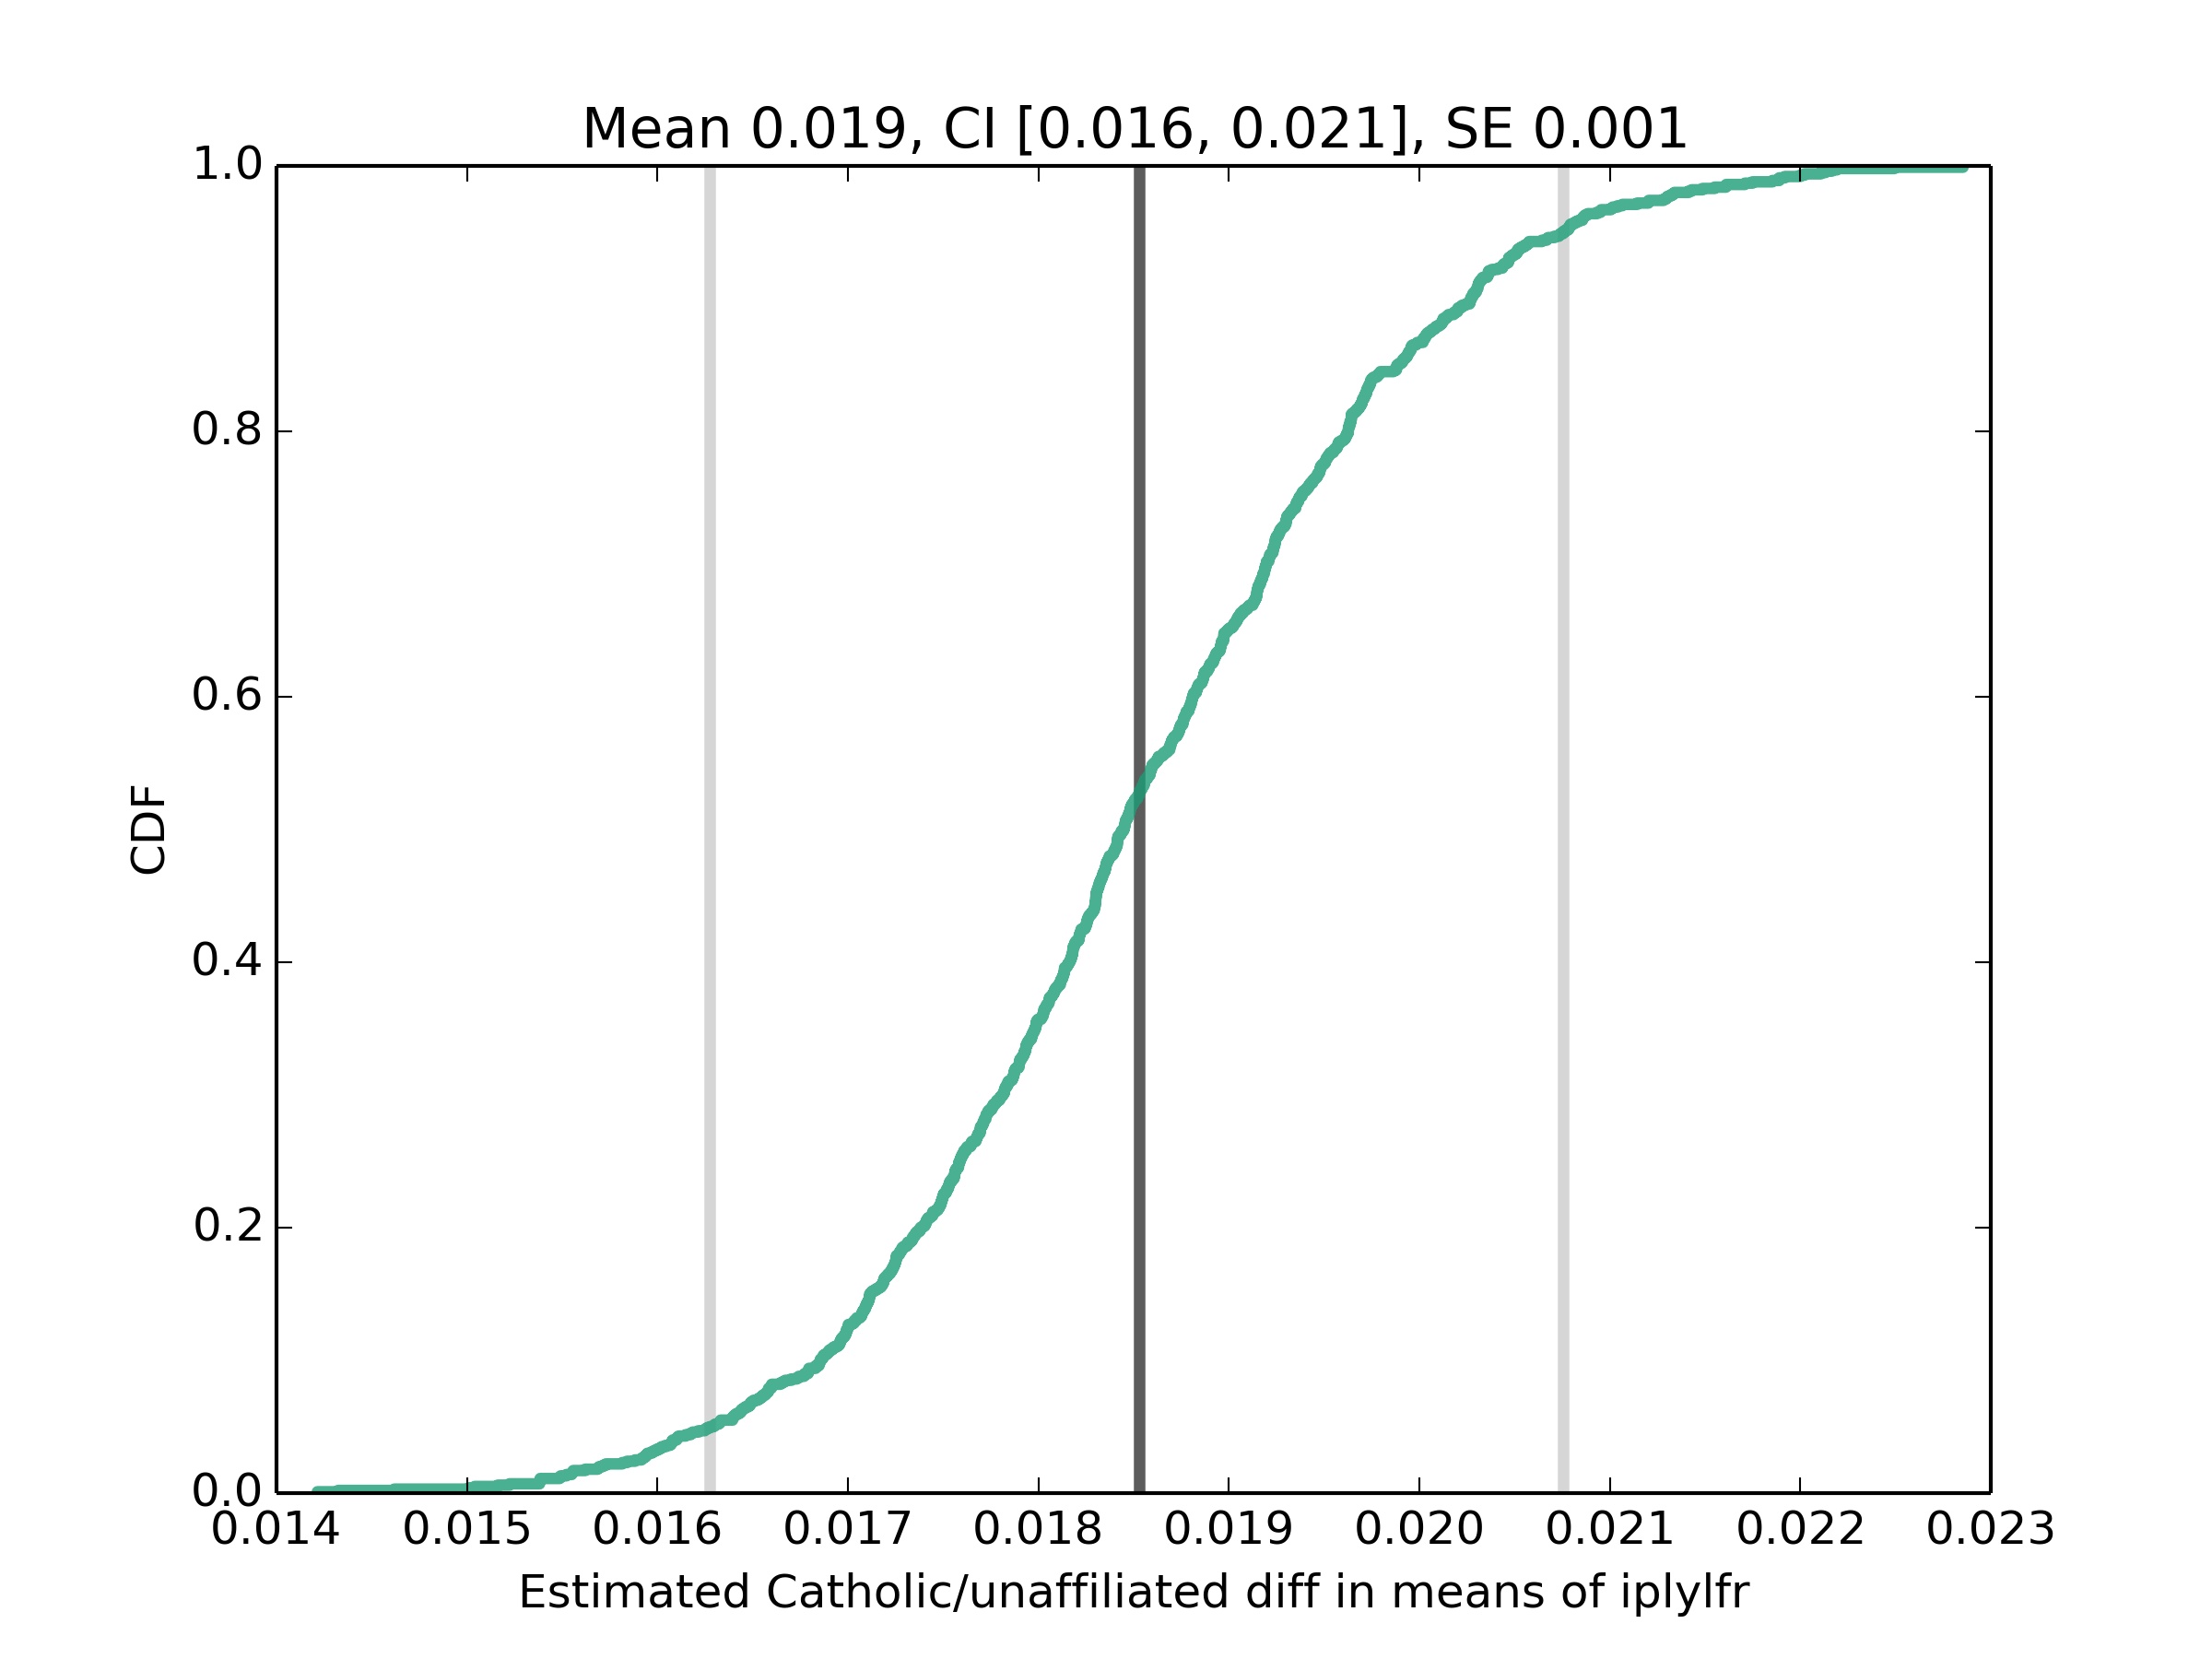 Mean 0.019, CI [0.016, 0.021], SE 0.001
1.0
0.8
0.6
0.4
0.2
0.0
CDF
0.014 0.015 0.016 0.017 0.018 0.019 0.020 0.021 0.022 0.023
Estimated Catholic/unaffiliated diff in means of iplylfr